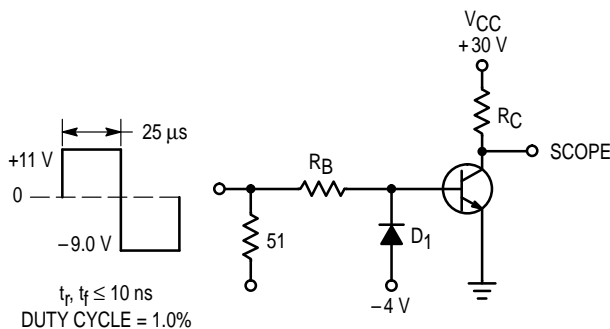 V_CC
+30 V
R_C
SCOPE
25 μs
+11 V
0
−9.0 V
R_B
51
D_1
−4 V
t_r, t_f ≤ 10 ns
DUTY CYCLE = 1.0%